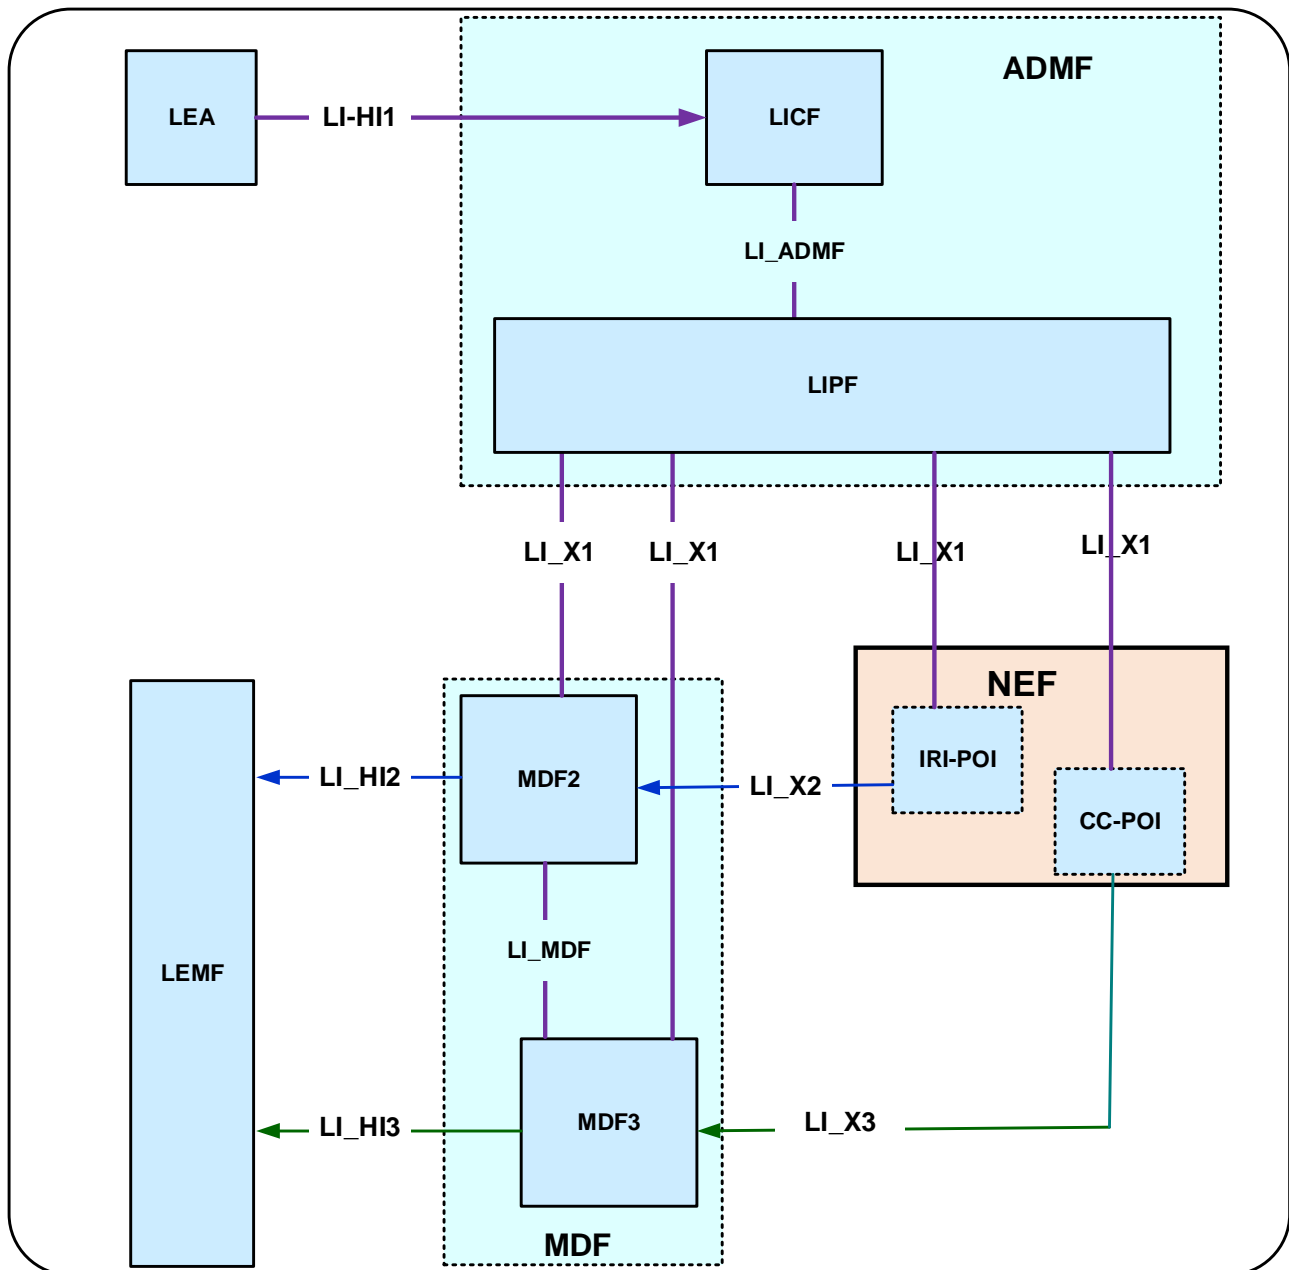 ADMF
LEA
LI-HI1
LICF
LI_ADMF
LIPF
LI_X1
LI_X1
LI_X1
LI_X1
NEF
IRI-POI
MDF2
LI_HI2
LI_X2
CC-POI
LI_MDF
LEMF
MDF3
LI_HI3
LI_X3
MDF